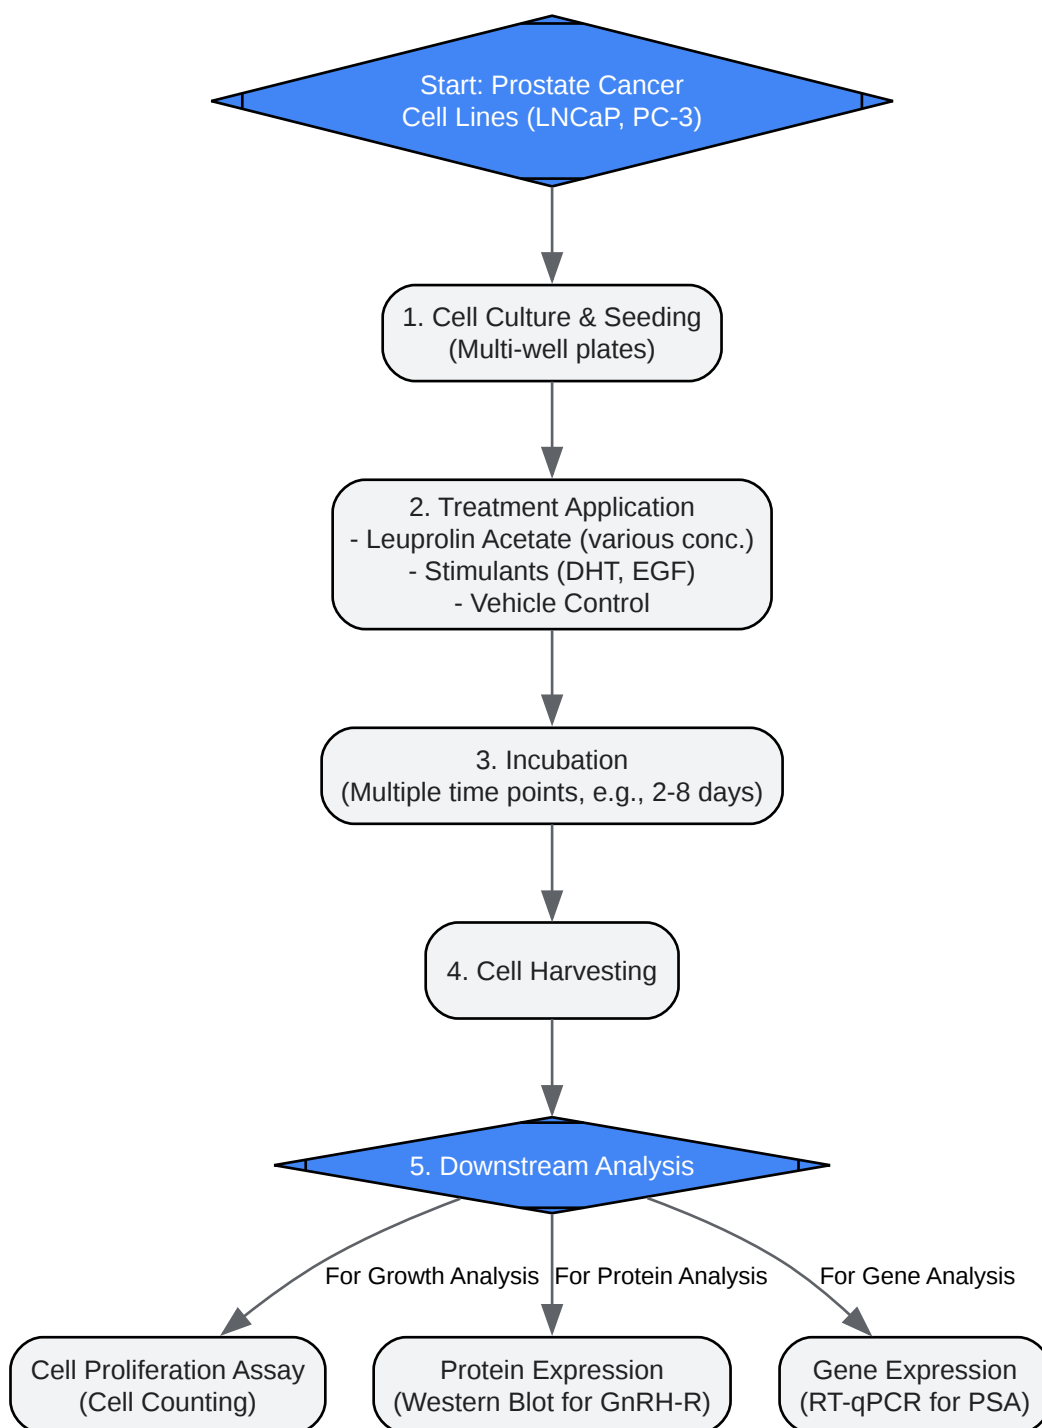 Start: Prostate Cancer
Cell Lines (LNCaP, PC-3)
1. Cell Culture & Seeding
(Multi-well plates)
2. Treatment Application
- Leuprolin Acetate (various conc.)
- Stimulants (DHT, EGF)
- Vehicle Control
3. Incubation
(Multiple time points, e.g., 2-8 days)
4. Cell Harvesting
5. Downstream Analysis
For Growth Analysis
For Protein Analysis
For Gene Analysis
Cell Proliferation Assay
(Cell Counting)
Protein Expression
(Western Blot for GnRH-R)
Gene Expression
(RT-qPCR for PSA)